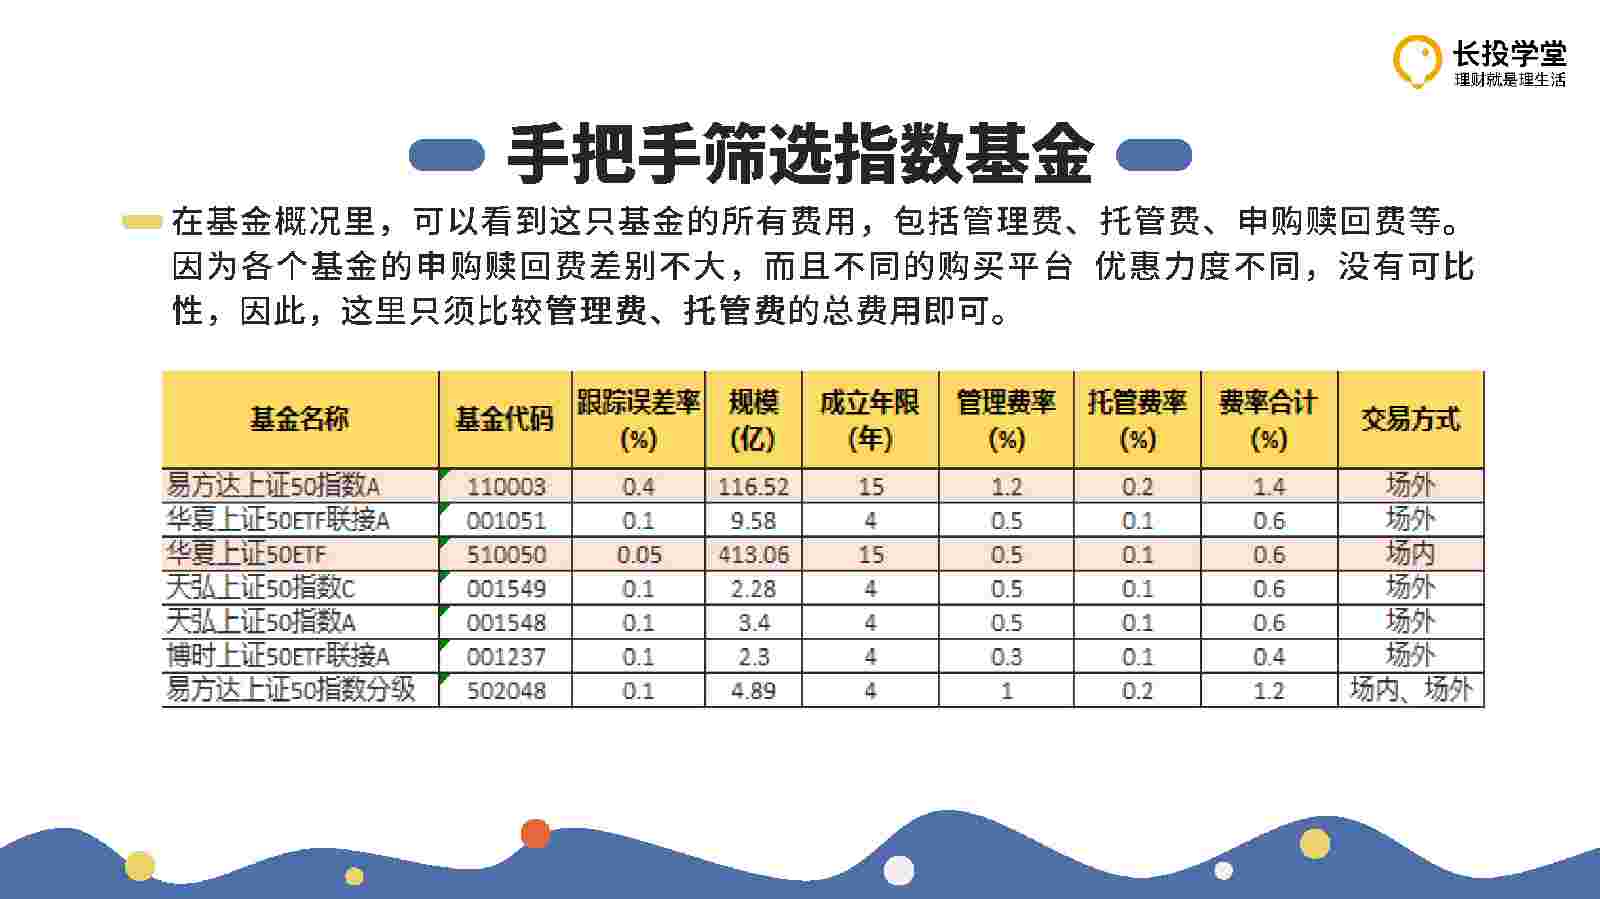 长投学堂
理财就是理生活
手把手筛选指数基金
在基金概况里，可以看到这只基金的所有费用，包括管理费、托管费、申购赎回费等。
因为各个基金的申购赎回费差别不大，而且不同的购买平台 优惠力度不同，没有可比
性，因此，这里只须比较管理费、托管费的总费用即可。
基金名称 基金代码 跟踪误差率(%) 规模(亿) 成立年限(年) 管理费率(%) 托管费率(%) 费率合计(%) 交易方式
易方达上证50指数A 110003 0.4 116.52 15 1.2 0.2 1.4 场外
华夏上证50ETF联接A 001051 0.1 9.58 4 0.5 0.1 0.6 场外
华夏上证50ETF 510050 0.05 413.06 15 0.5 0.1 0.6 场内
天弘上证50指数C 001549 0.1 2.28 4 0.5 0.1 0.6 场外
天弘上证50指数A 001548 0.1 3.4 4 0.5 0.1 0.6 场外
博时上证50ETF联接A 001237 0.1 2.3 4 0.3 0.1 0.4 场外
易方达上证50指数分级 502048 0.1 4.89 4 1 0.2 1.2 场内、场外